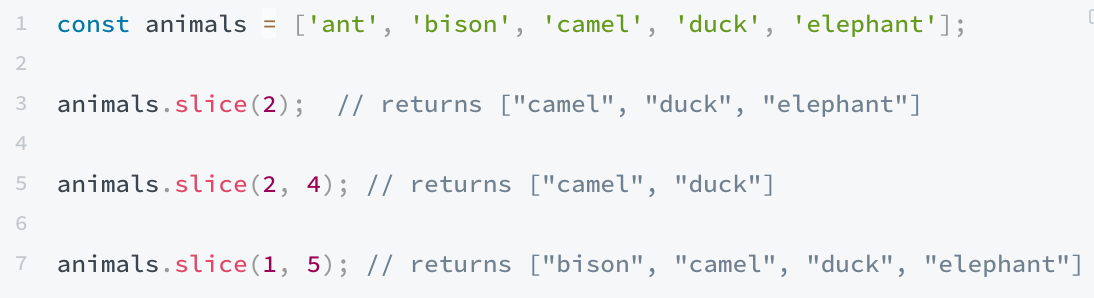 1 const animals = ['ant', 'bison', 'camel', 'duck', 'elephant'];
2
3 animals.slice(2);  // returns ["camel", "duck", "elephant"]
4
5 animals.slice(2, 4); // returns ["camel", "duck"]
6
7 animals.slice(1, 5); // returns ["bison", "camel", "duck", "elephant"]